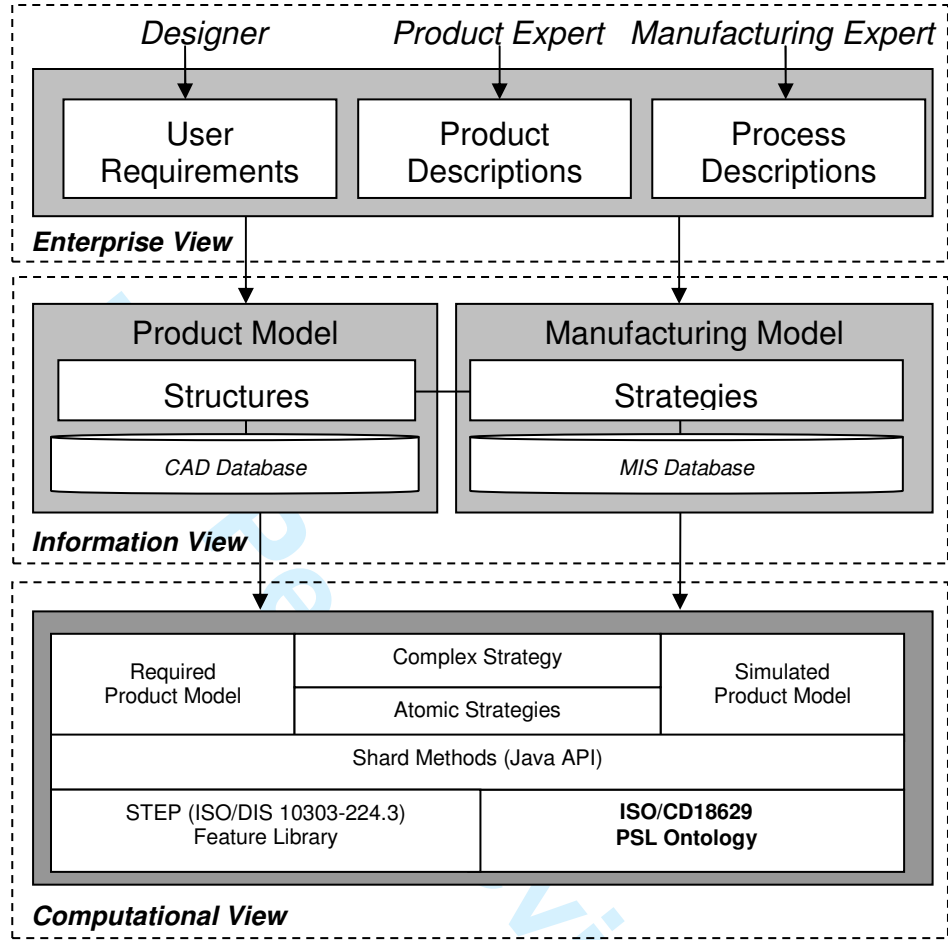 Designer
Product Expert
Manufacturing Expert
User
Requirements
Product
Descriptions
Process
Descriptions
Enterprise View
Product Model
Manufacturing Model
Structures
Strategies
CAD Database
MIS Database
Information View
Required
Product Model
Complex Strategy
Atomic Strategies
Simulated
Product Model
Shard Methods (Java API)
STEP (ISO/DIS 10303-224.3)
Feature Library
ISO/CD18629
PSL Ontology
Computational View